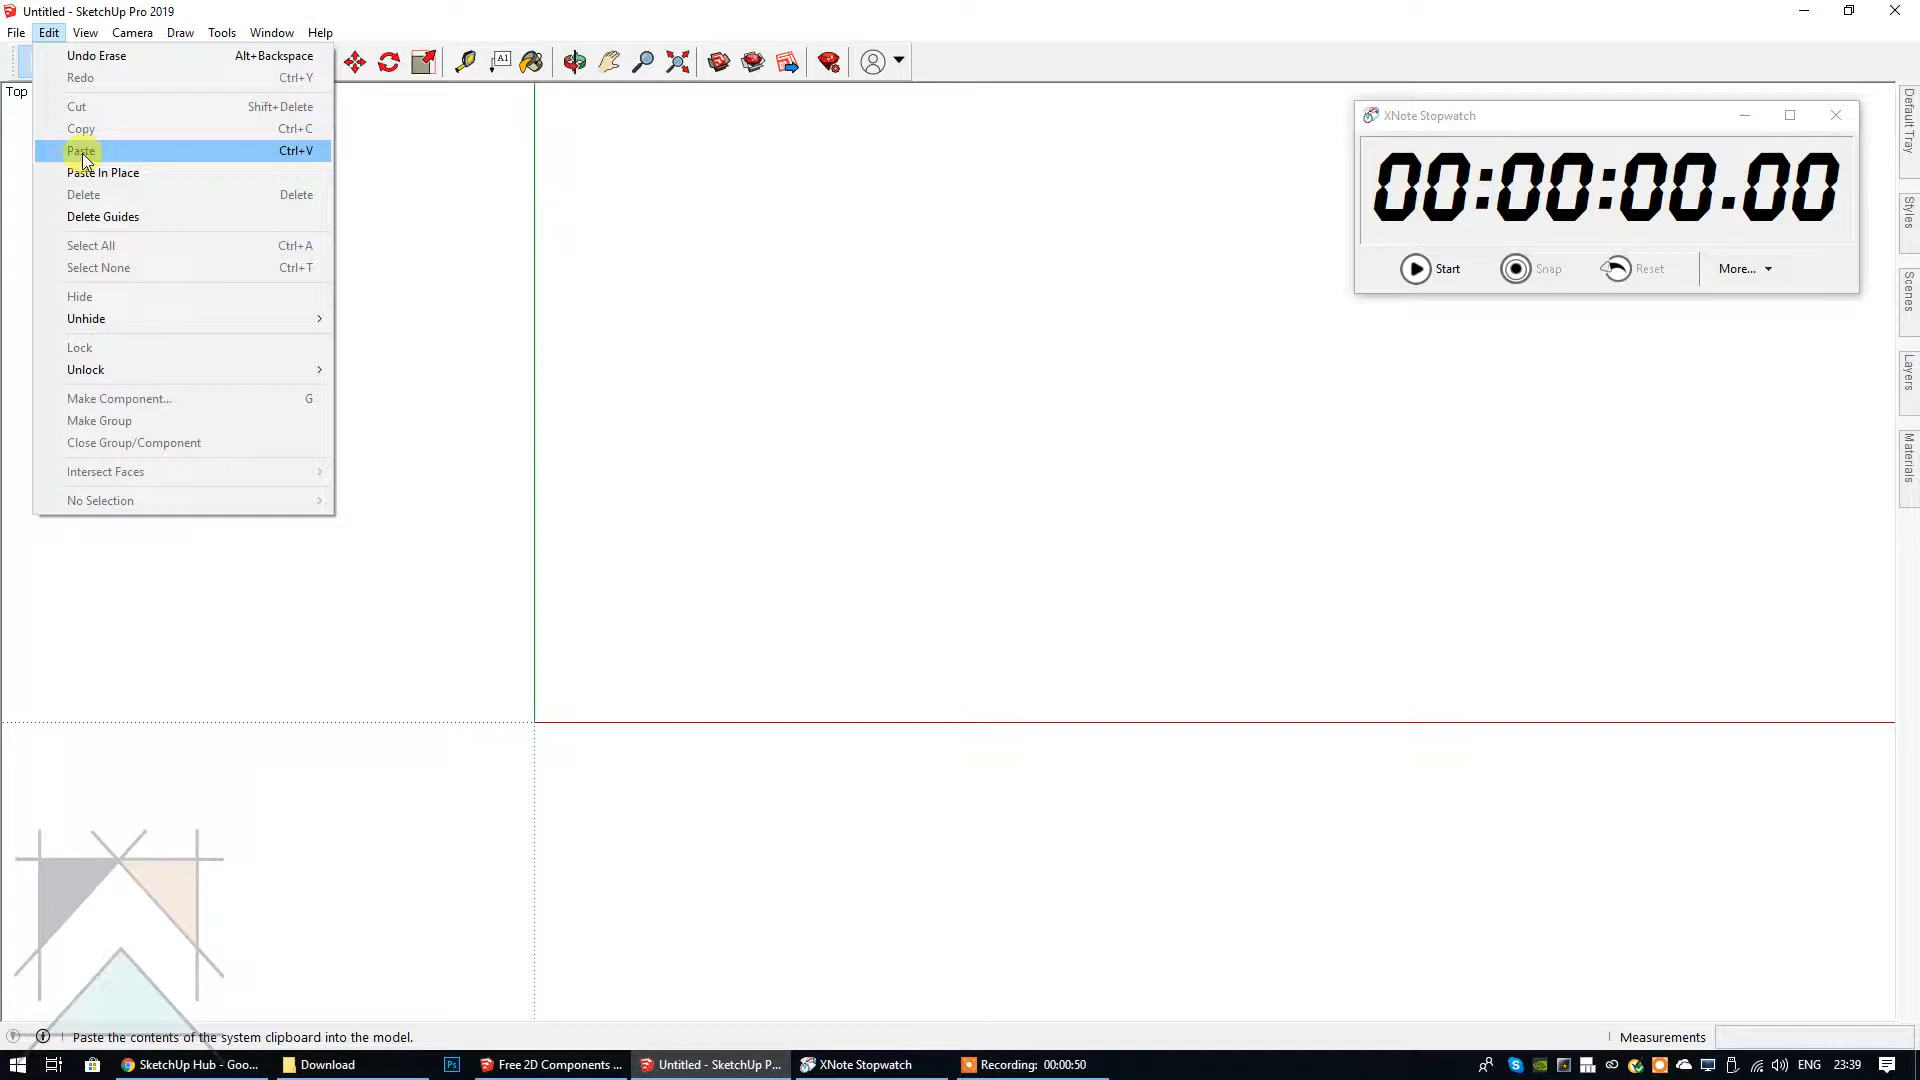 Untitled - SketchUp Pro 2019
File Edit View Camera Draw Tools Window Help
Undo Erase Alt+Backspace
Redo Ctrl+Y
Cut Shift+Delete
Copy Ctrl+C
Paste Ctrl+V
Paste In Place
Delete Delete
Delete Guides
Select All Ctrl+A
Select None Ctrl+T
Hide
Unhide
Lock
Unlock
Make Component... G
Make Group
Close Group/Component
Intersect Faces
No Selection
A1
Top
XNote Stopwatch
00:00:00.00
Start Snap Reset More...
Default Tray
Styles
Scenes
Layers
Materials
Paste the contents of the system clipboard into the model.
Measurements
SketchUp Hub - Goo...
Download
Ps
Free 2D Components ...
Untitled - SketchUp P...
XNote Stopwatch
Recording: 00:00:50
ENG 23:39